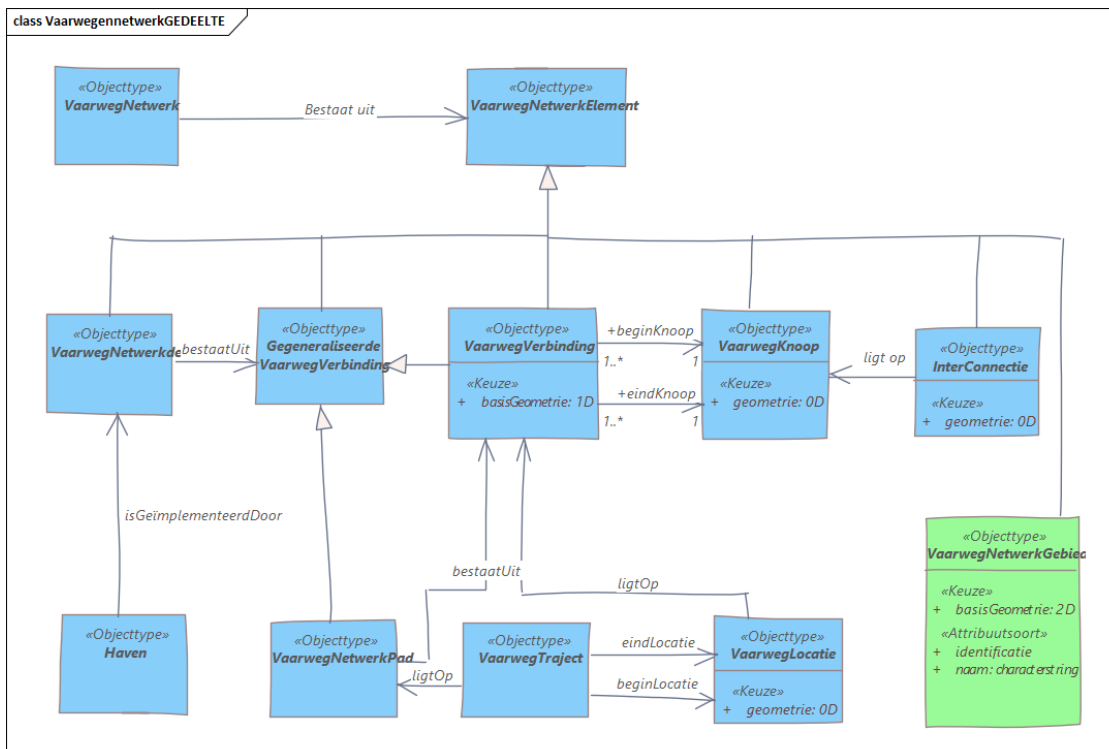 class VaarwegennetwerkGEDEELTE
«Objecttype»
VaarwegNetwerk
Bestaat uit
«Objecttype»
VaarwegNetwerkElement
«Objecttype»
VaarwegNetwerkde
bestaatUit
«Objecttype»
Gegeneraliseerde
VaarwegVerbinding
«Objecttype»
VaarwegVerbinding
«Keuze»
+ basisGeometrie: 1D
+beginKnoop
1..* 1
+eindKnoop
1..* 1
«Objecttype»
VaarwegKnoop
«Keuze»
+ geometrie: 0D
ligt op
«Objecttype»
InterConnectie
«Keuze»
+ geometrie: 0D
isGeïmplementeerdDoor
bestaatUit
ligtOp
«Objecttype»
VaarwegNetwerkGebied
«Keuze»
+ basisGeometrie: 2D
«Attribuutsoort»
+ identificatie
+ naam: characterstring
«Objecttype»
Haven
«Objecttype»
VaarwegNetwerkPad
ligtOp
«Objecttype»
VaarwegTraject
eindLocatie
beginLocatie
«Objecttype»
VaarwegLocatie
«Keuze»
+ geometrie: 0D